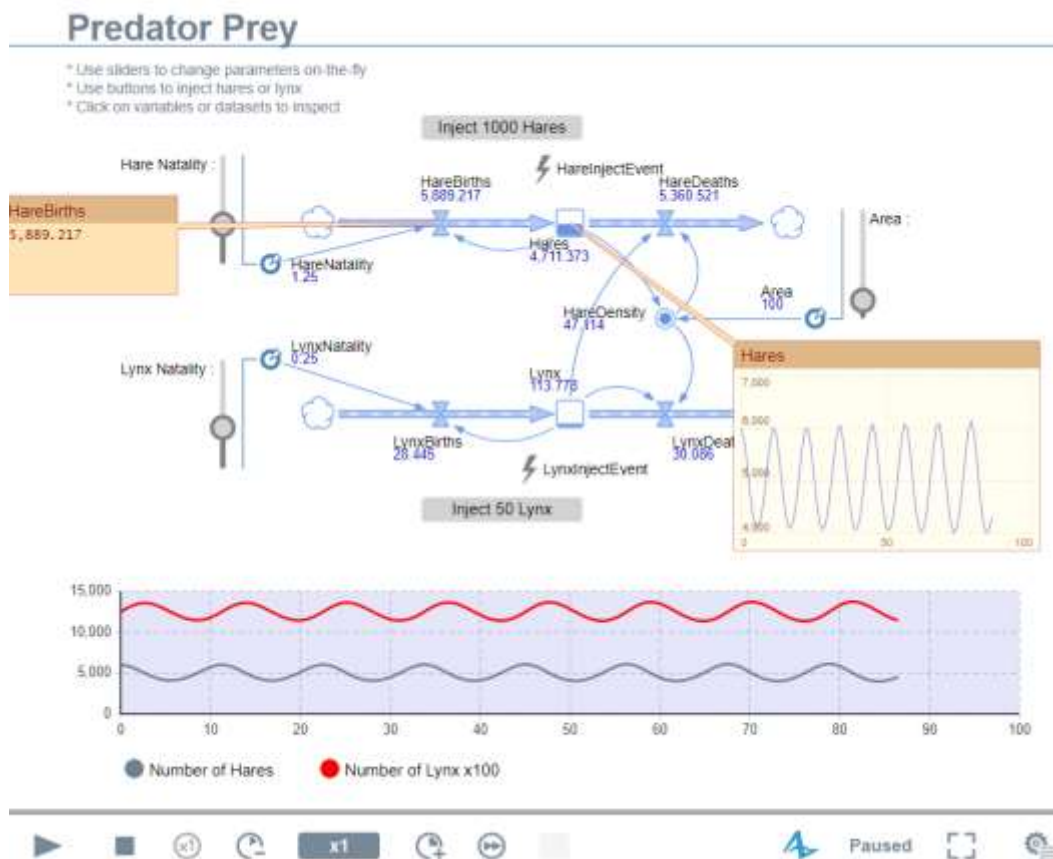 Predator Prey
* Use sliders to change parameters on-the-fly
* Use buttons to inject hares or lynx
* Click on variables or datasets to inspect
Inject 1000 Hares
Hare Natality :
HareInjectEvent
HareBirths
5,889.217
HareDeaths
5,360.521
HareBirths
5,889.217
Area :
Hares
4,711.373
HareNatality
1.25
Area
100
HareDensity
47.114
LynxNatality
0.25
Lynx Natality :
Lynx
113.778
Hares
7,000
6,000
5,000
4,000
0 50 100
LynxBirths
28.445
LynxDeat
30.086
LynxInjectEvent
Inject 50 Lynx
15,000
10,000
5,000
0
0 10 20 30 40 50 60 70 80 90 100
Number of Hares Number of Lynx x100
x1 x1 Paused